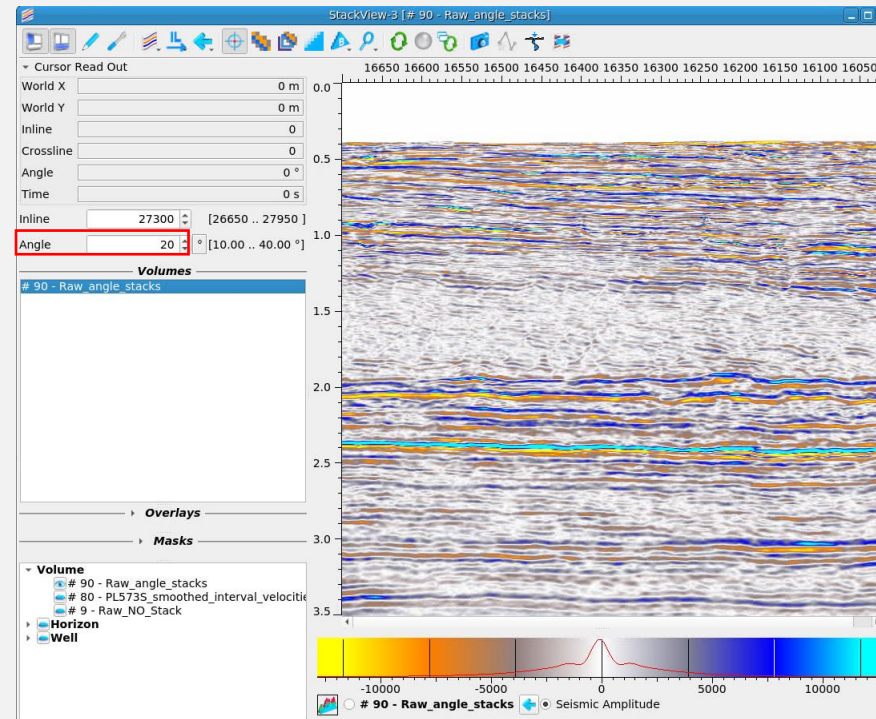 StackView-3 [# 90 - Raw_angle_stacks]
Cursor Read Out
World X 0 m
World Y 0 m
Inline 0
Crossline 0
Angle 0 °
Time 0 s
Inline 27300 [26650 .. 27950 ]
Angle 20 ° [10.00 .. 40.00 °]
Volumes
# 90 - Raw_angle_stacks
Overlays
Masks
Volume
# 90 - Raw_angle_stacks
# 80 - PL573S_smoothed_interval_velocitie
# 9 - Raw_NO_Stack
Horizon
Well
16650 16600 16550 16500 16450 16400 16350 16300 16250 16200 16150 16100 16050
0.0
0.5
1.0
1.5
2.0
2.5
3.0
3.5
-10000 -5000 0 5000 10000
# 90 - Raw_angle_stacks Seismic Amplitude